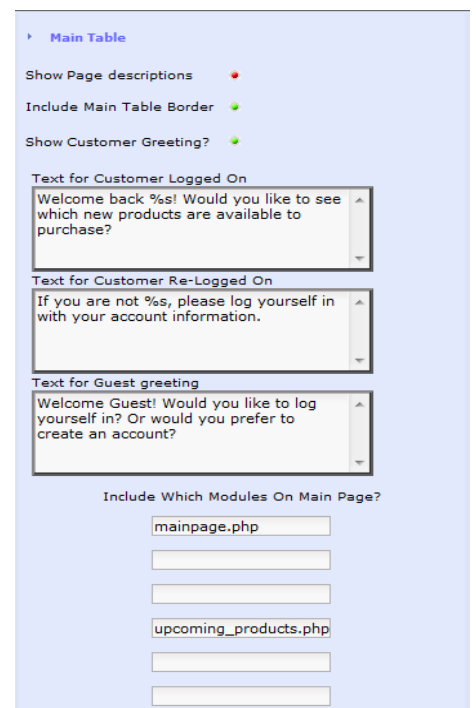 Main Table
Show Page descriptions
Include Main Table Border
Show Customer Greeting?
Text for Customer Logged On
Welcome back %s! Would you like to see
which new products are available to
purchase?
Text for Customer Re-Logged On
If you are not %s, please log yourself in
with your account information.
Text for Guest greeting
Welcome Guest! Would you like to log
yourself in? Or would you prefer to
create an account?
Include Which Modules On Main Page?
mainpage.php
upcoming_products.php